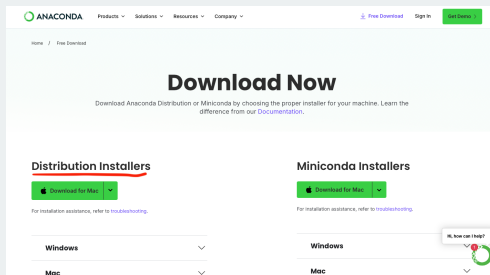 ANACONDA
Products
Solutions
Resources
Company
Free Download
Sign In
Get Demo
Home / Free Download
Download Now
Download Anaconda Distribution or Miniconda by choosing the proper installer for your machine. Learn the
difference from our Documentation.
Distribution Installers
Download for Mac
For installation assistance, refer to troubleshooting.
Windows
Mac
Miniconda Installers
Download for Mac
For installation assistance, refer to troubleshooting.
Windows
Mac
Hi, how can I help?
1